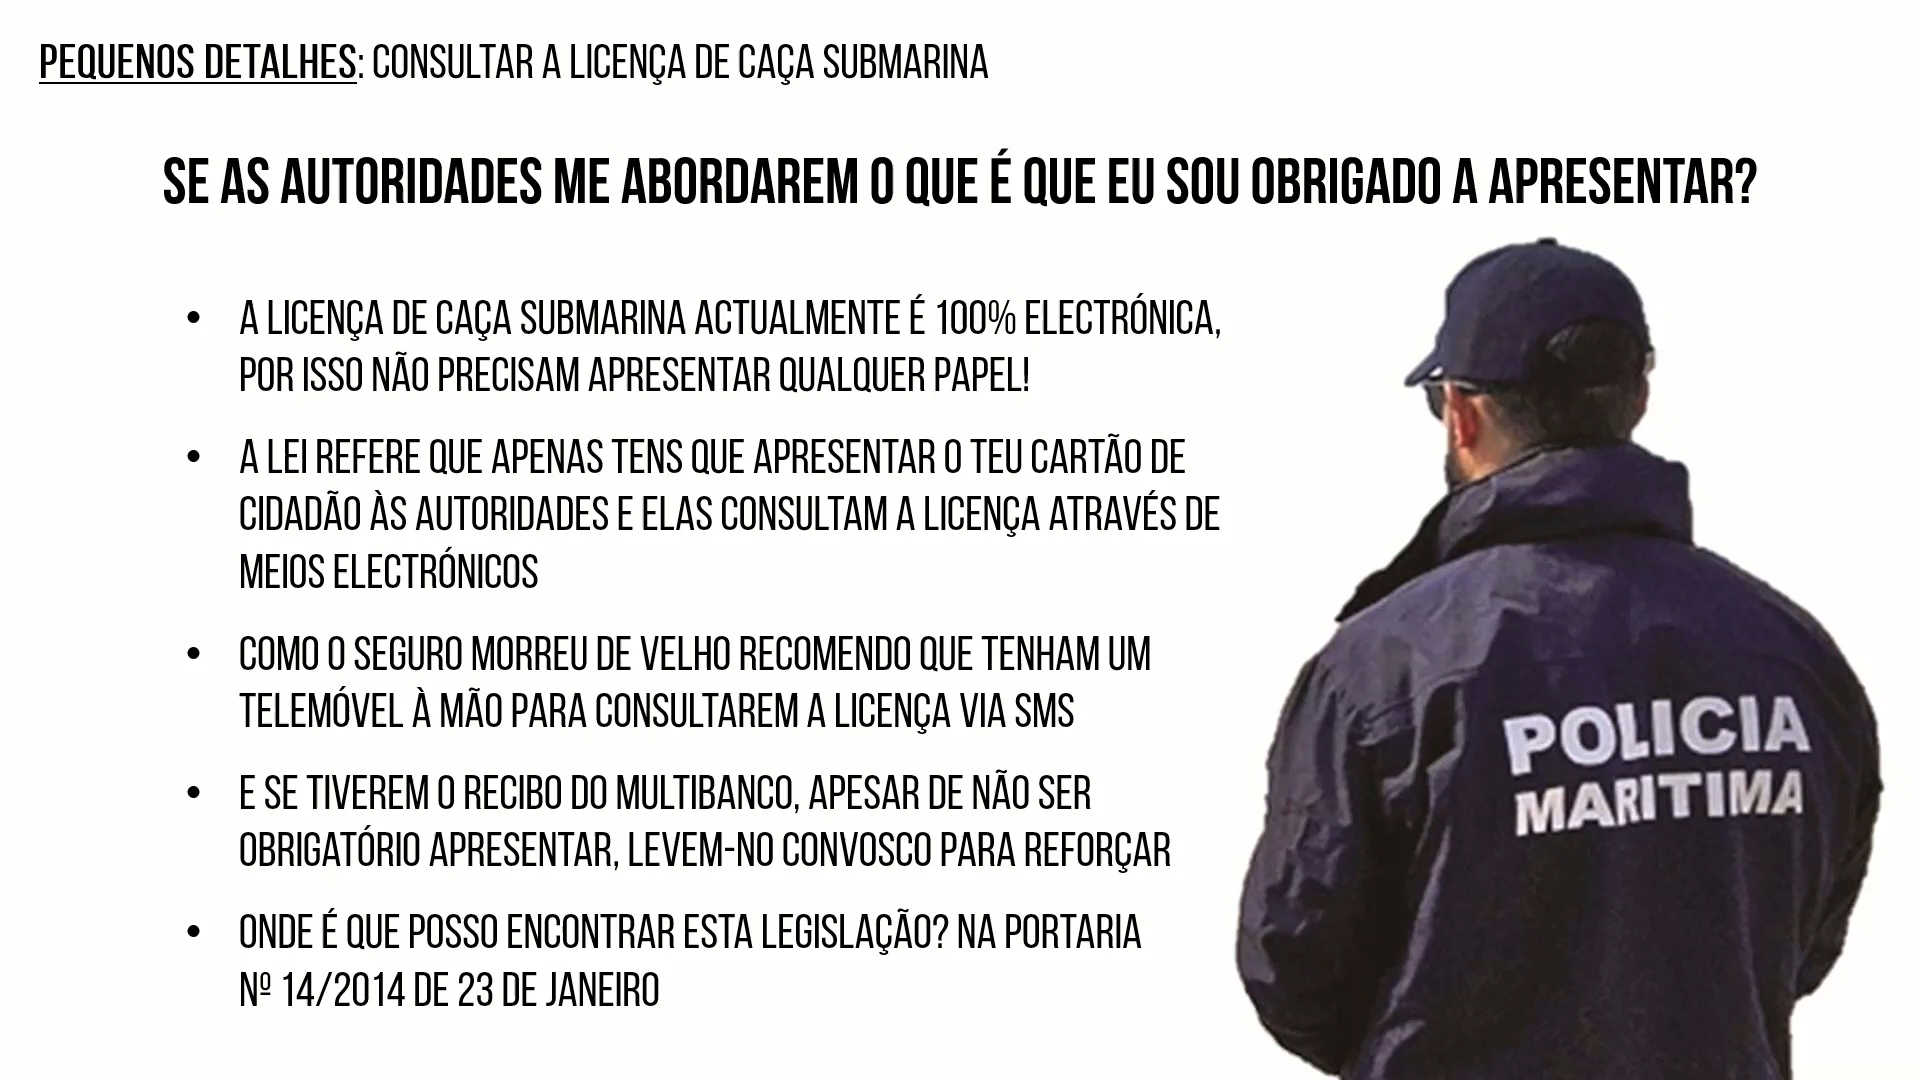 PEQUENOS DETALHES: CONSULTAR A LICENÇA DE CAÇA SUBMARINA
SE AS AUTORIDADES ME ABORDAREM O QUE É QUE EU SOU OBRIGADO A APRESENTAR?
• A LICENÇA DE CAÇA SUBMARINA ACTUALMENTE É 100% ELECTRÓNICA,
POR ISSO NÃO PRECISAM APRESENTAR QUALQUER PAPEL!
• A LEI REFERE QUE APENAS TENS QUE APRESENTAR O TEU CARTÃO DE
CIDADÃO ÀS AUTORIDADES E ELAS CONSULTAM A LICENÇA ATRAVÉS DE
MEIOS ELECTRÓNICOS
• COMO O SEGURO MORREU DE VELHO RECOMENDO QUE TENHAM UM
TELEMÓVEL À MÃO PARA CONSULTAREM A LICENÇA VIA SMS
• E SE TIVEREM O RECIBO DO MULTIBANCO, APESAR DE NÃO SER
OBRIGATÓRIO APRESENTAR, LEVEM-NO CONVOSCO PARA REFORÇAR
• ONDE É QUE POSSO ENCONTRAR ESTA LEGISLAÇÃO? NA PORTARIA
Nº 14/2014 DE 23 DE JANEIRO
POLICIA
MARITIMA